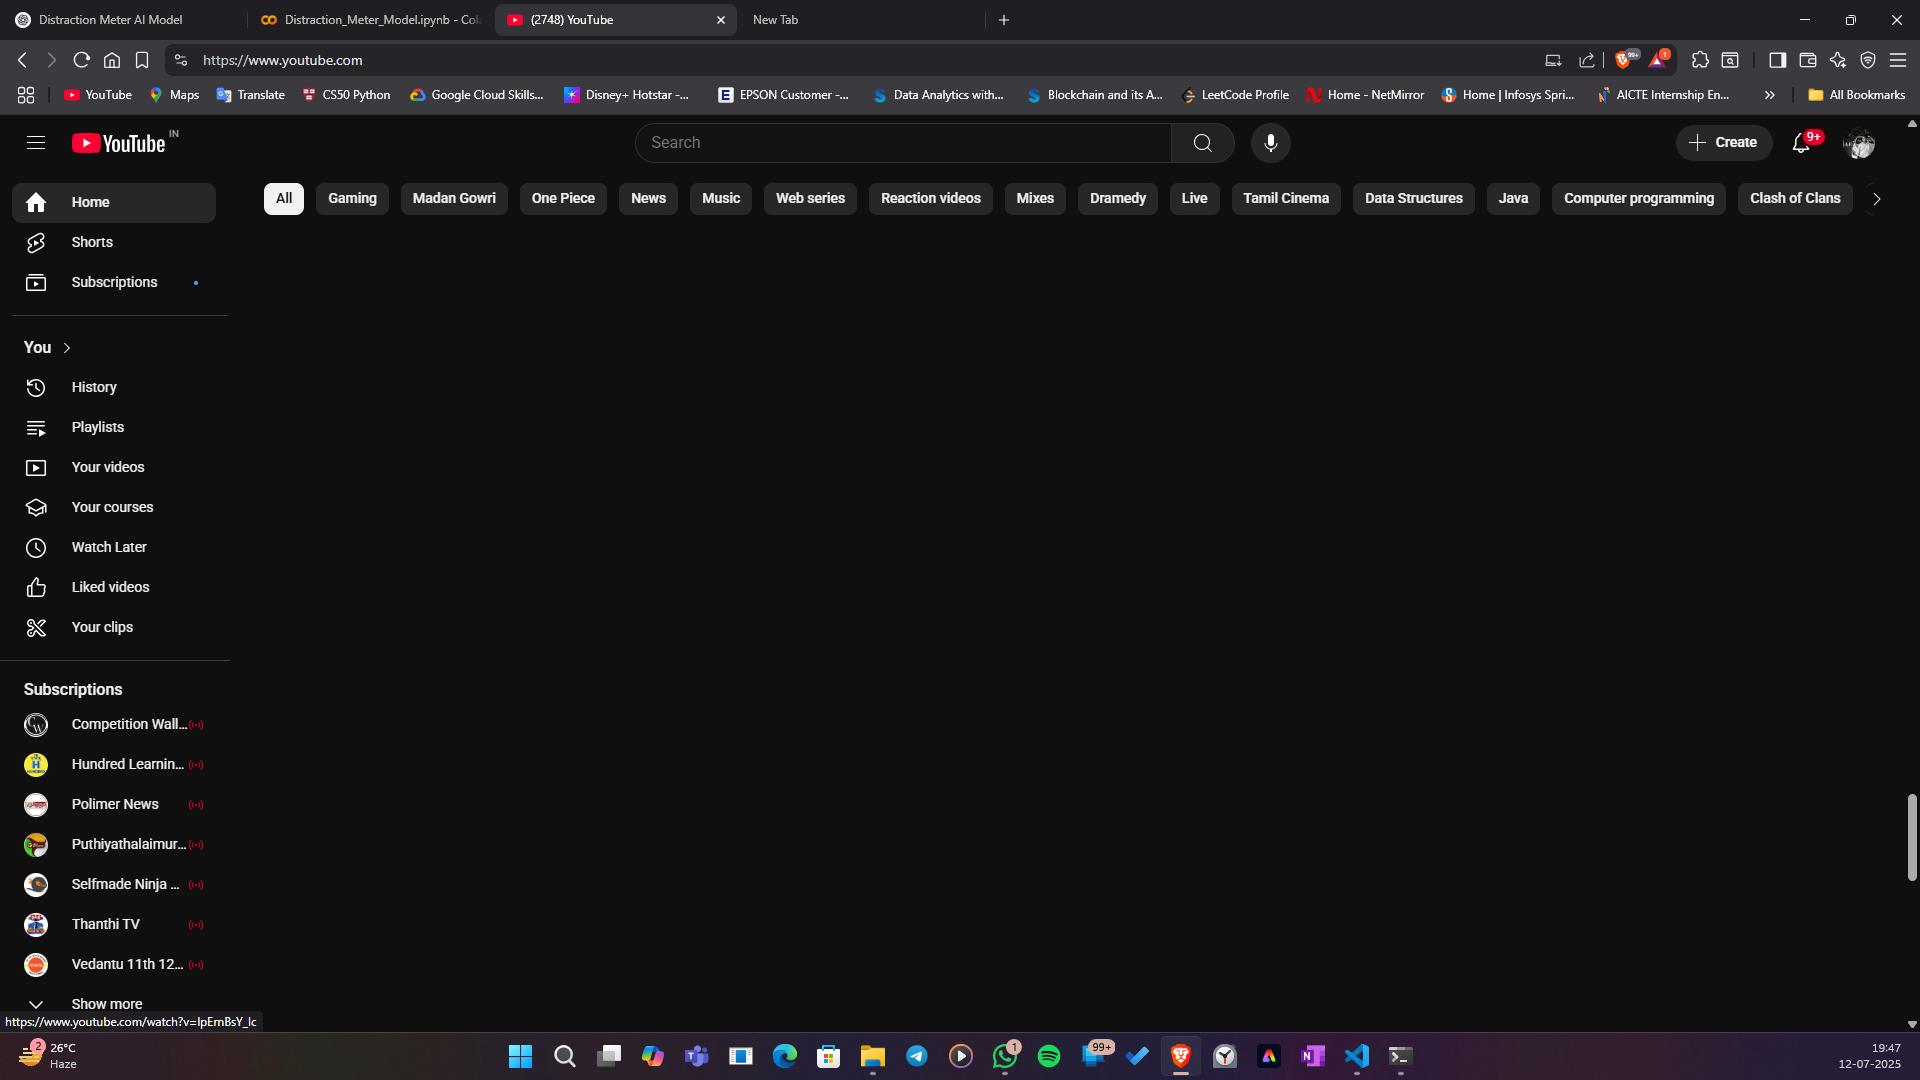 Distraction Meter AI Model
Distraction_Meter_Model.ipynb - Col
(2748) YouTube
New Tab
https://www.youtube.com
99+
1
YouTube
Maps
Translate
CS50 Python
Google Cloud Skills...
Disney+ Hotstar -...
EPSON Customer -...
Data Analytics with...
Blockchain and its A...
LeetCode Profile
Home - NetMirror
Home | Infosys Spri...
AICTE Internship En...
All Bookmarks
YouTube IN
Search
Create
9+
Home
All
Gaming
Madan Gowri
One Piece
News
Music
Web series
Reaction videos
Mixes
Dramedy
Live
Tamil Cinema
Data Structures
Java
Computer programming
Clash of Clans
Shorts
Subscriptions
You
History
Playlists
Your videos
Your courses
Watch Later
Liked videos
Your clips
Subscriptions
Competition Wall...
Hundred Learnin...
Polimer News
Puthiyathalaimur...
Selfmade Ninja ...
Thanthi TV
Vedantu 11th 12...
Show more
https://www.youtube.com/watch?v=IpEmBsY_Ic
2
26°C
Haze
1
99+
19:47
12-07-2025